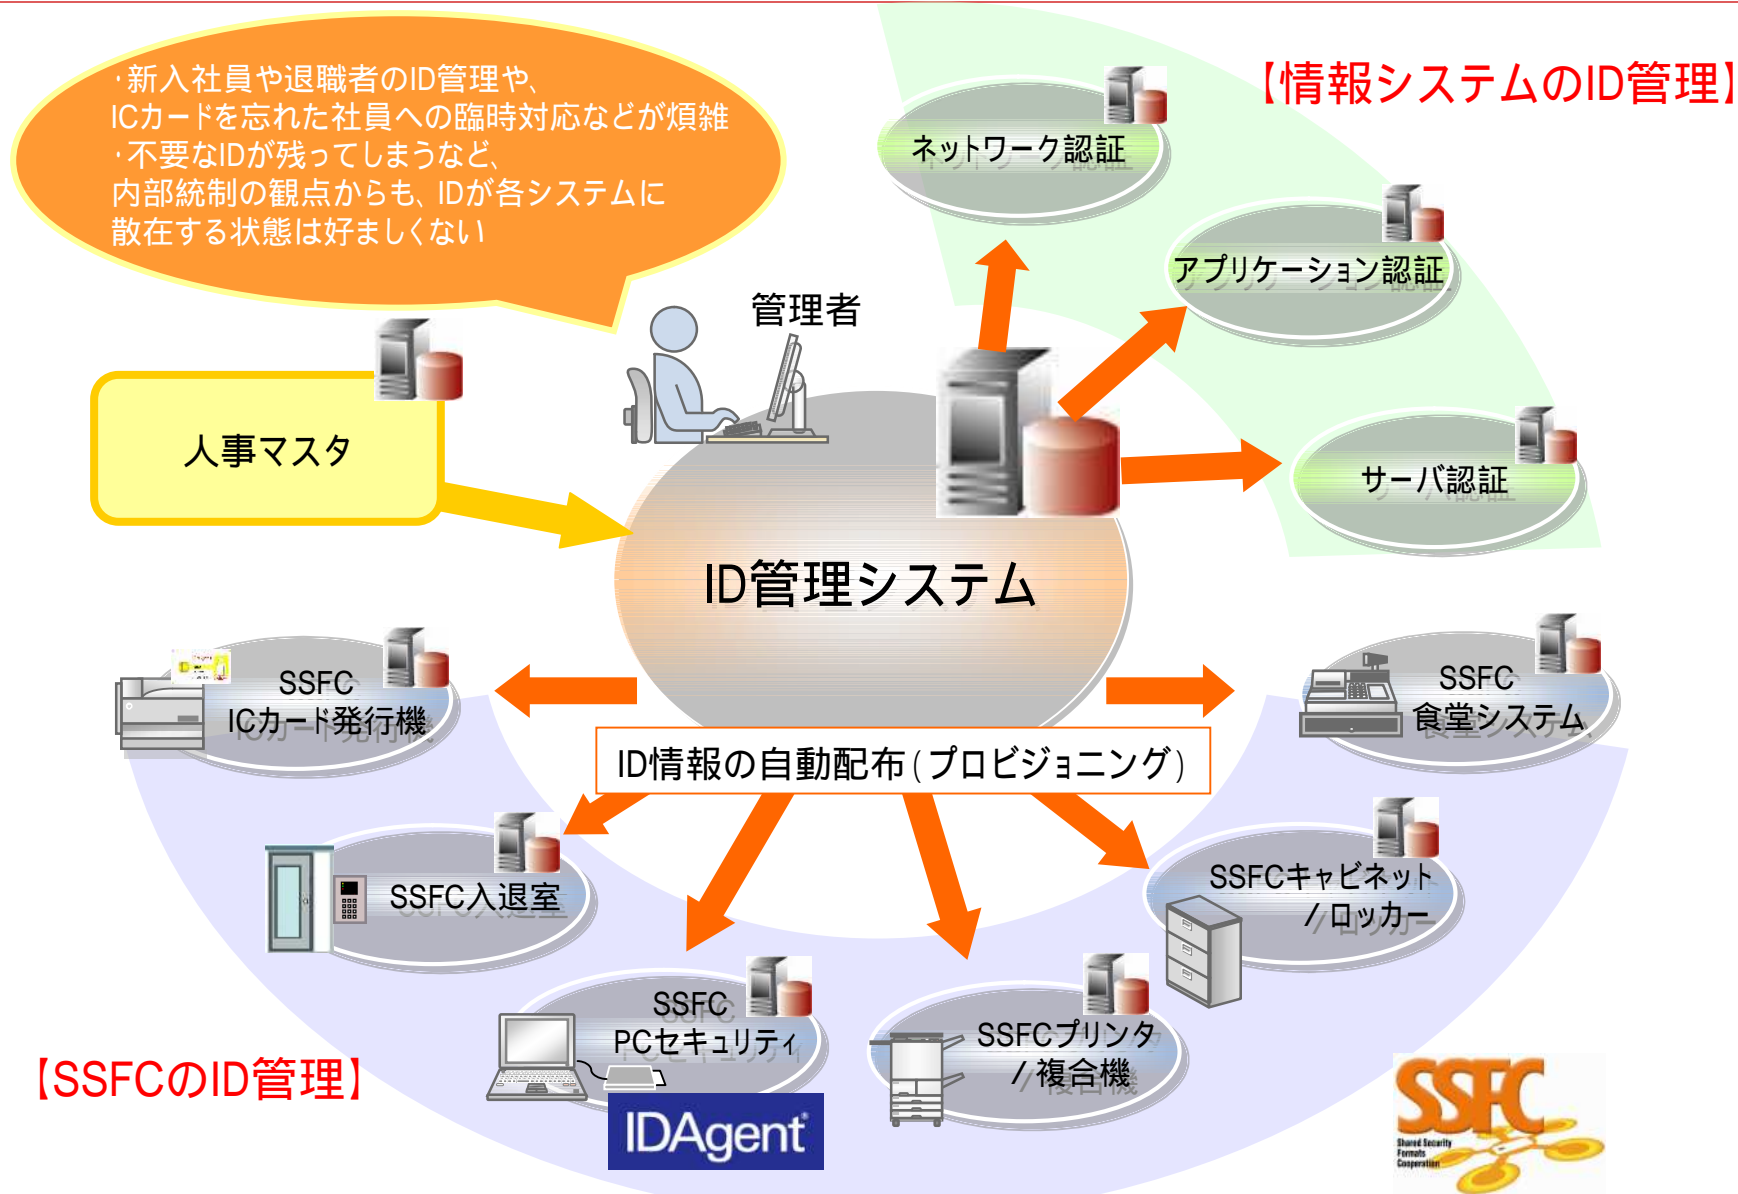 ・新入社員や退職者のID管理や、
ICカードを忘れた社員への臨時対応などが煩雑
・不要なIDが残ってしまうなど、
内部統制の観点からも、IDが各システムに
散在する状態は好ましくない
【情報システムのID管理】
ネットワーク認証
アプリケーション認証
サーバ認証
管理者
人事マスタ
ID管理システム
ID情報の自動配布(プロビジョニング)
SSFC
ICカード発行機
SSFC
食堂システム
SSFC入退室
SSFCキャビネット
/ロッカー
SSFC
PCセキュリティ
SSFCプリンタ
/複合機
【SSFCのID管理】
IDAgent®
SSFC
Shared Security
Formats
Cooperation